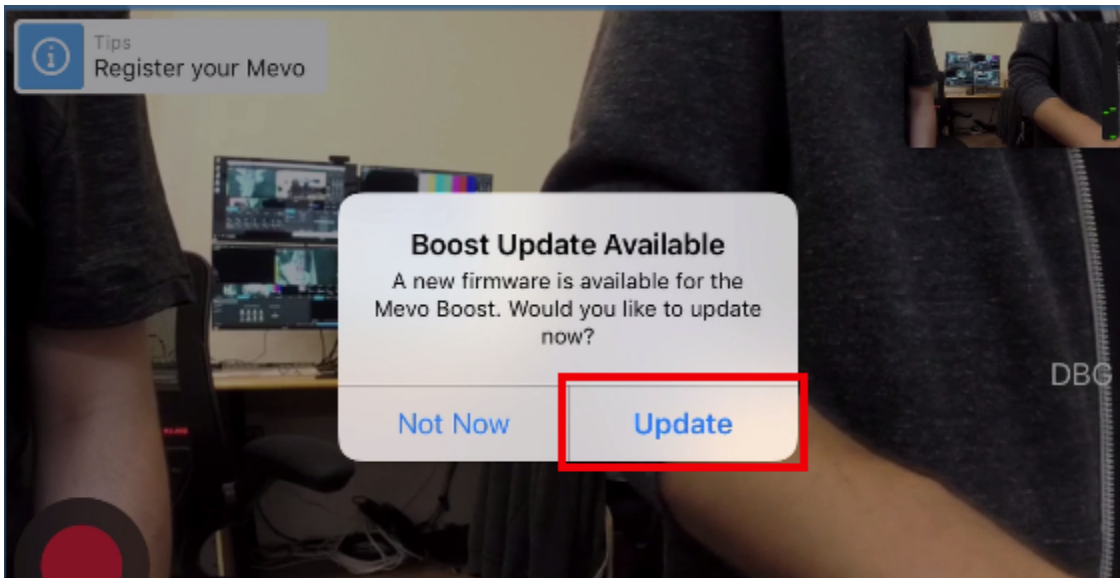 Tips
Register your Mevo
Boost Update Available
A new firmware is available for the
Mevo Boost. Would you like to update
now?
DBG
Not Now
Update